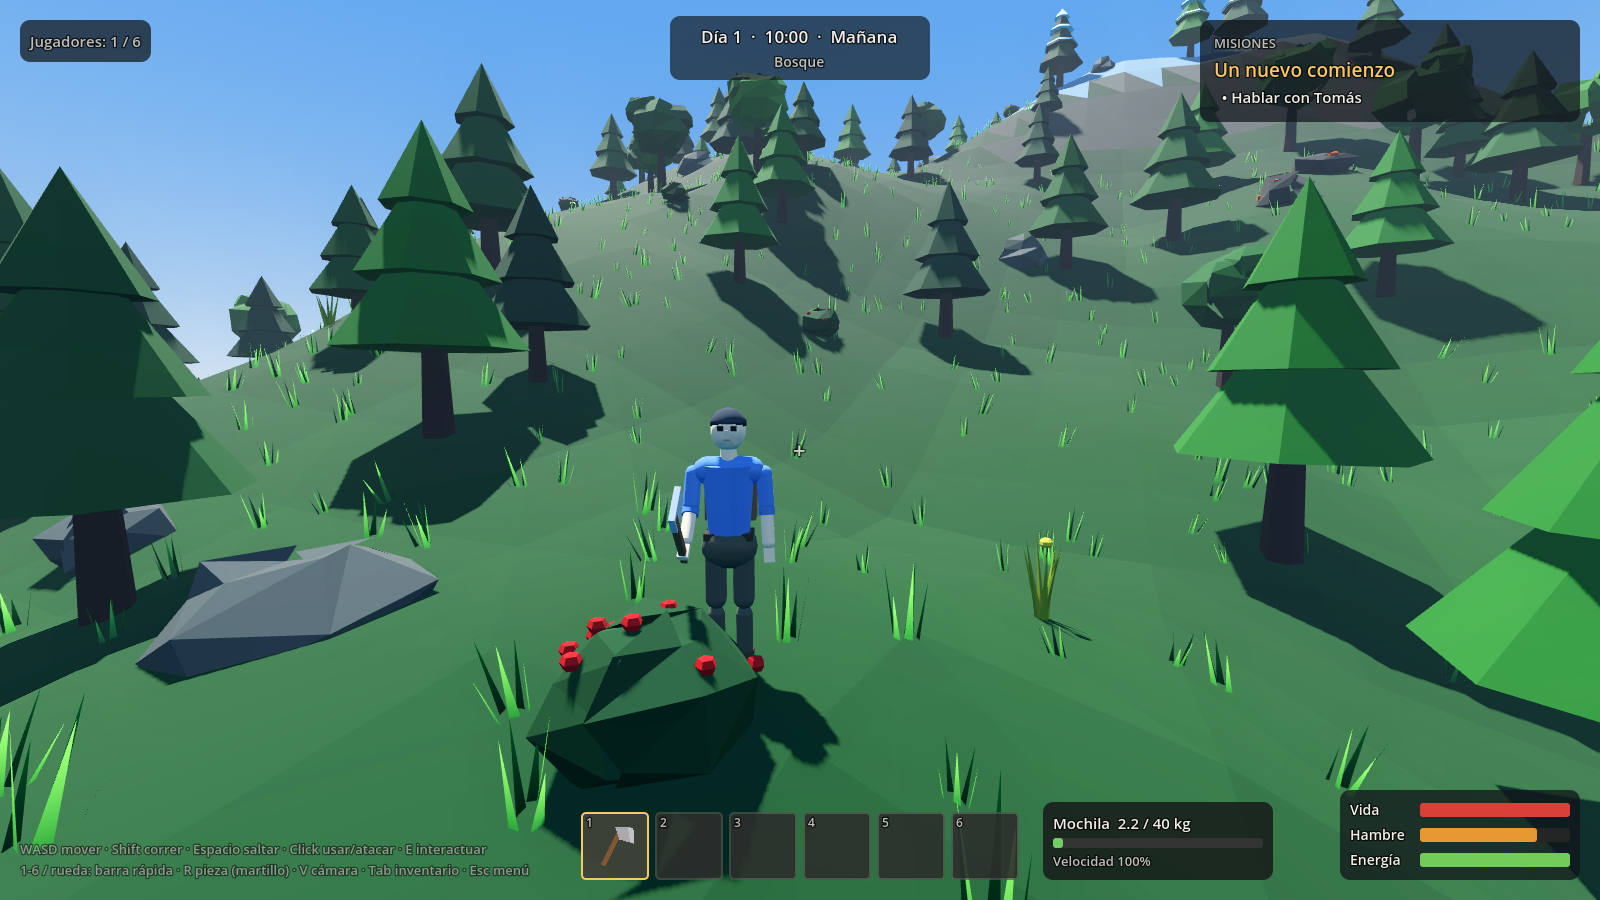 Jugadores: 1 / 6
Día 1 · 10:00 · Mañana
Bosque
MISIONES
Un nuevo comienzo
• Hablar con Tomás
WASD mover · Shift correr · Espacio saltar · Click usar/atacar · E interactuar
1-6 / rueda: barra rápida · R pieza (martillo) · V cámara · Tab inventario · Esc menú
1
2
3
4
5
6
Mochila 2.2 / 40 kg
Velocidad 100%
Vida
Hambre
Energía